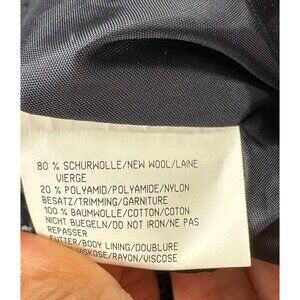 80 % SCHURWOLLE/NEW WOOL/LAINE
VIERGE
20 % POLYAMID/POLYAMIDE/NYLON
BESATZ/TRIMMING/GARNITURE
100 % BAUMWOLLE/COTTON/COTON
NICHT BUEGELN/DO NOT IRON/NE PAS
REPASSER
FUTTER/BODY LINING/DOUBLURE
VISKOSE/RAYON/VISCOSE